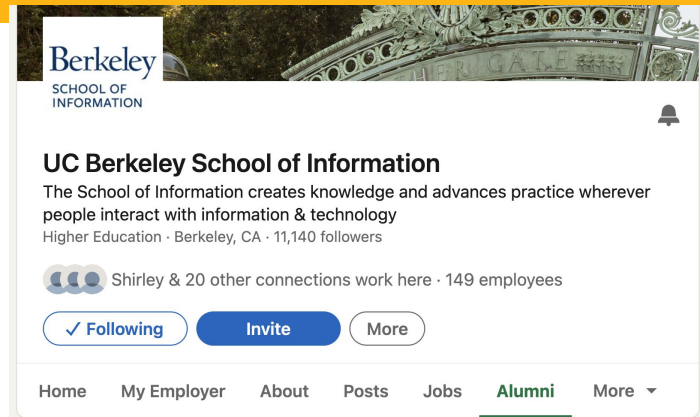 HER GATE
Berkeley
SCHOOL OF
INFORMATION
UC Berkeley School of Information
The School of Information creates knowledge and advances practice wherever
people interact with information & technology
Higher Education · Berkeley, CA · 11,140 followers
Shirley & 20 other connections work here · 149 employees
✓ Following
Invite
More
Home
My Employer
About
Posts
Jobs
Alumni
More